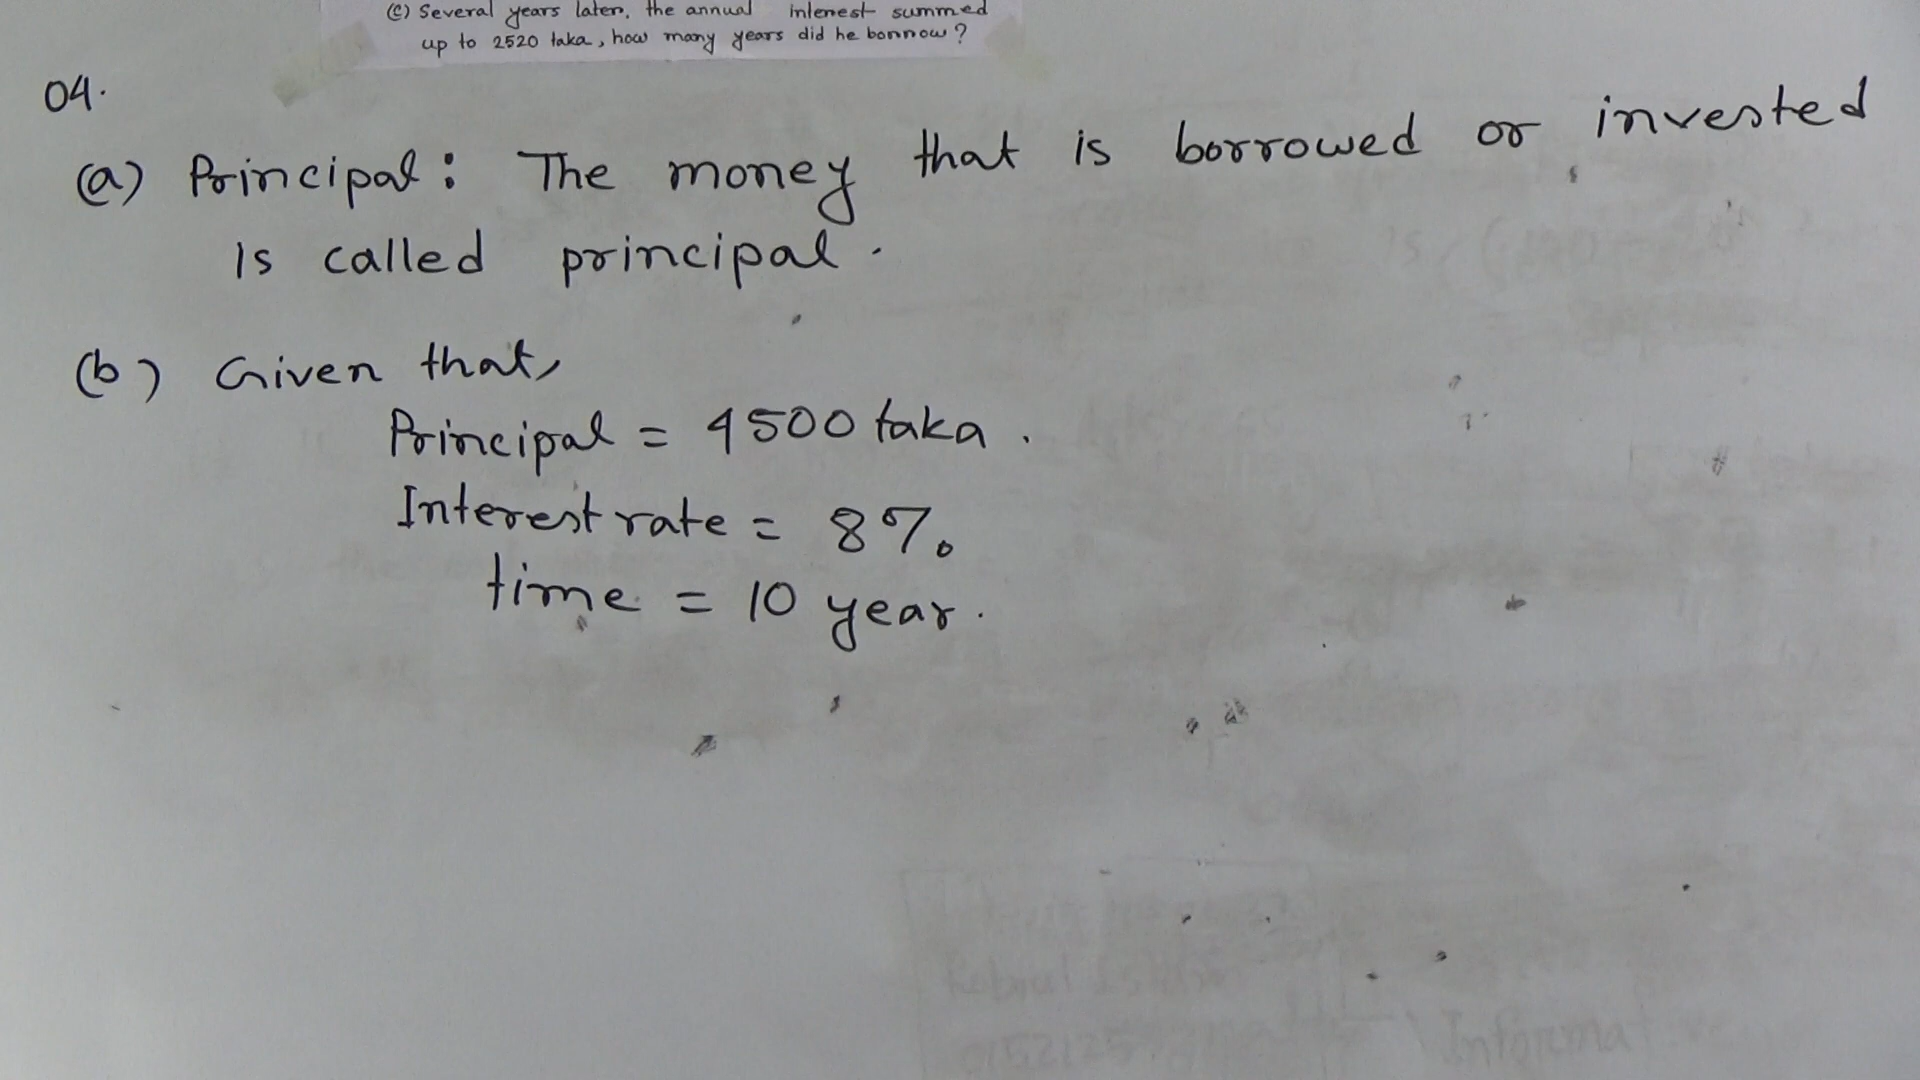 (c) Several years later, the annual interest summed
up to 2520 taka, how many years did he borrow?
04.
(a) Principal: The money that is borrowed or invested
is called principal.
(b) Given that,
Principal = 4500 taka.
Interest rate = 8%
time = 10 year.